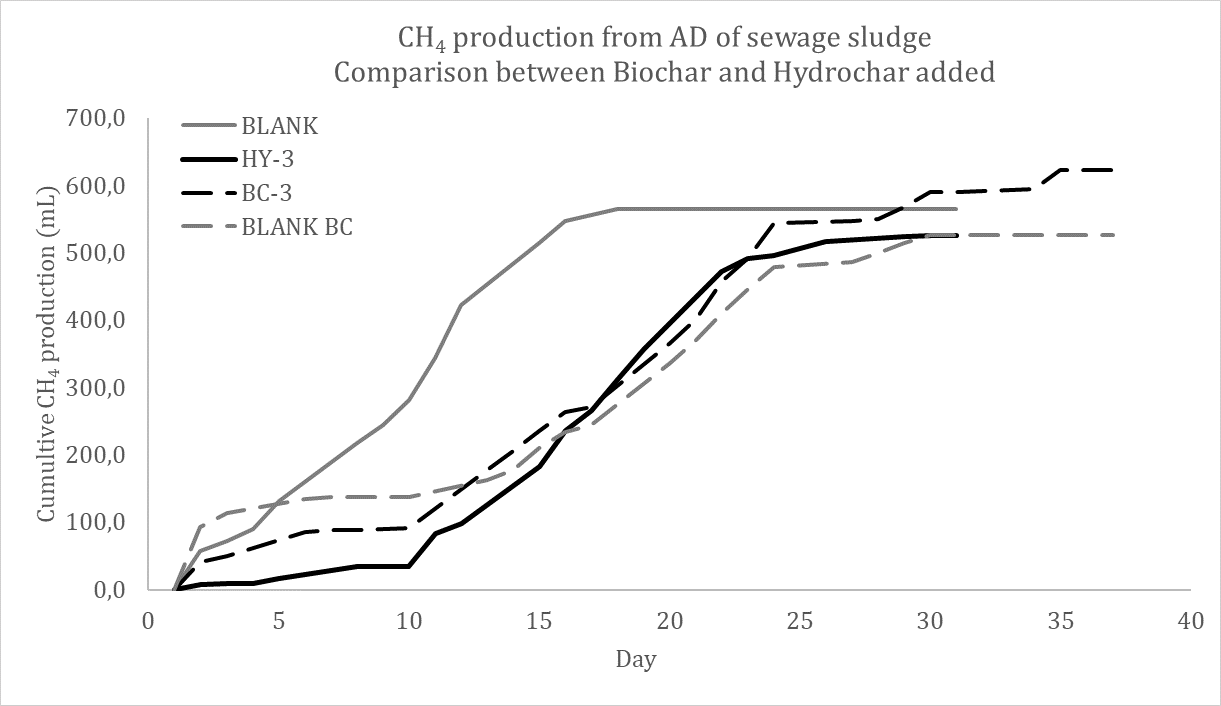 CH₄ production from AD of sewage sludge
Comparison between Biochar and Hydrochar added
700,0
600,0
500,0
400,0
300,0
200,0
100,0
0,0
Cumultive CH₄ production (mL)
BLANK
HY-3
BC-3
BLANK BC
0
5
10
15
20
25
30
35
40
Day